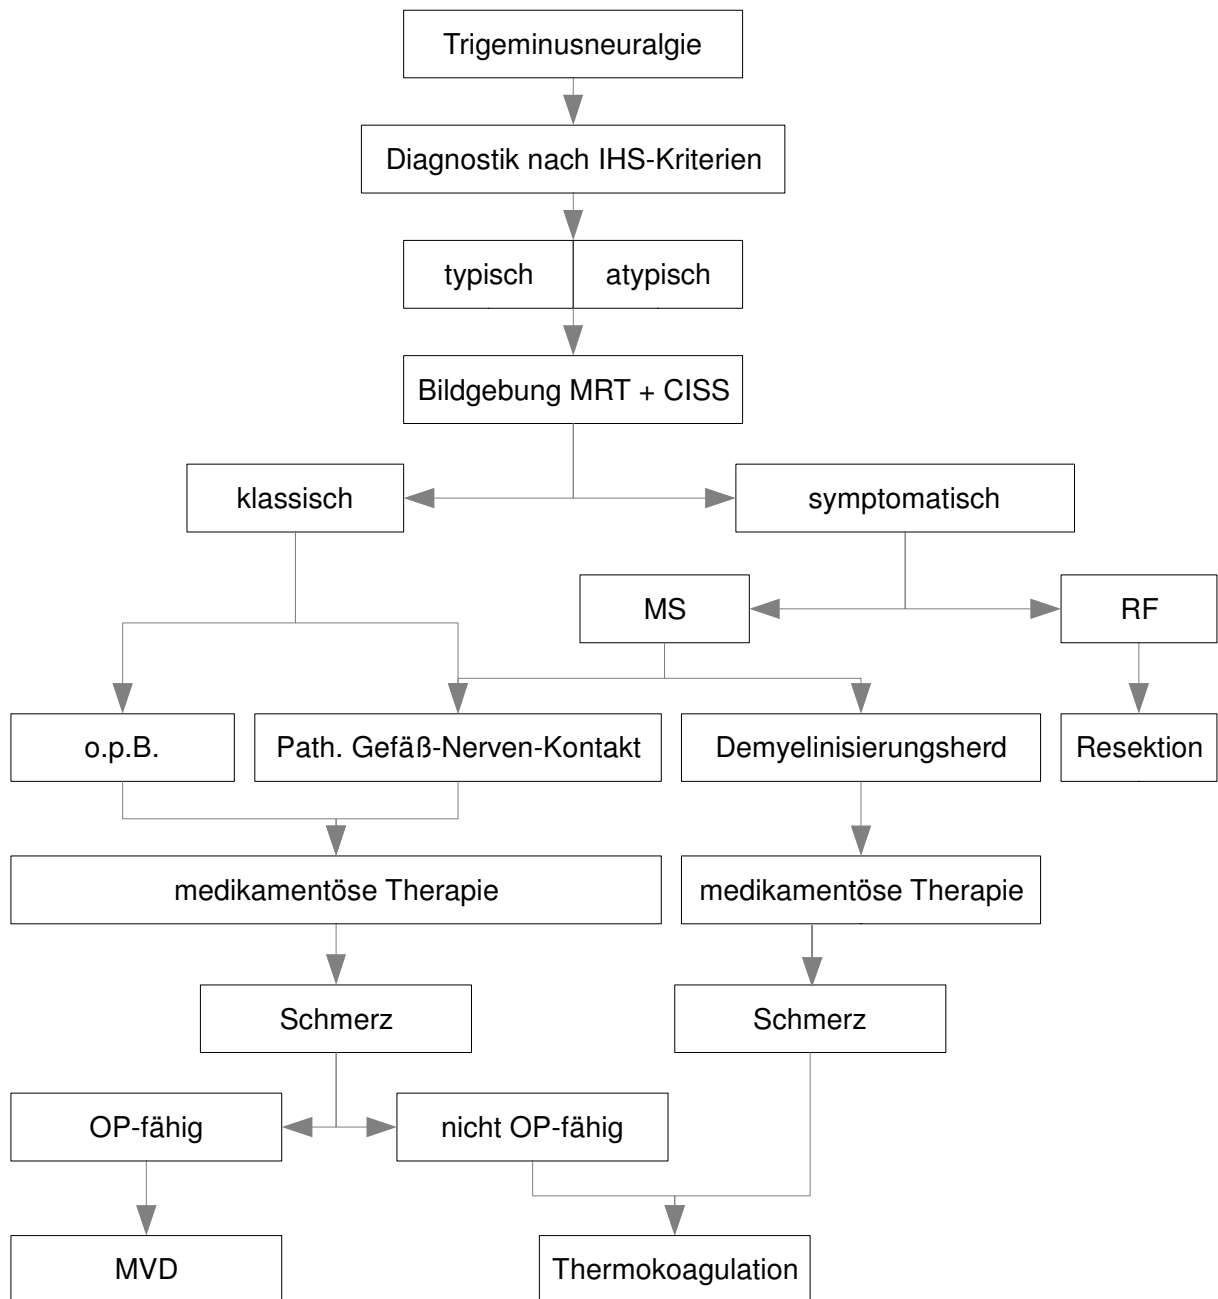 Trigeminusneuralgie
Diagnostik nach IHS-Kriterien
typisch
atypisch
Bildgebung MRT + CISS
klassisch
symptomatisch
MS
RF
o.p.B.
Path. Gefäß-Nerven-Kontakt
Demyelinisierungsherd
Resektion
medikamentöse Therapie
medikamentöse Therapie
Schmerz
Schmerz
OP-fähig
nicht OP-fähig
MVD
Thermokoagulation